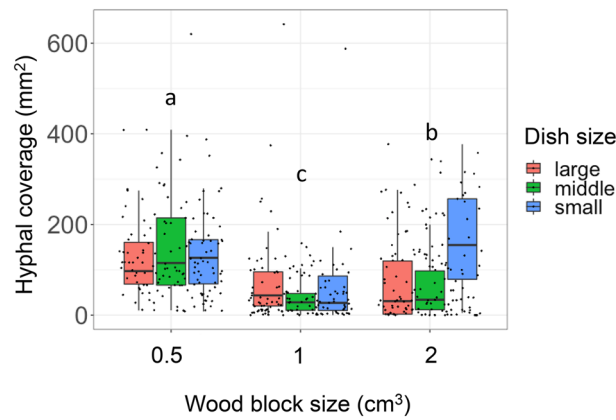 600
400
200
0
Hyphal coverage (mm²)
a
c
b
0.5
1
2
Wood block size (cm³)
Dish size
large
middle
small